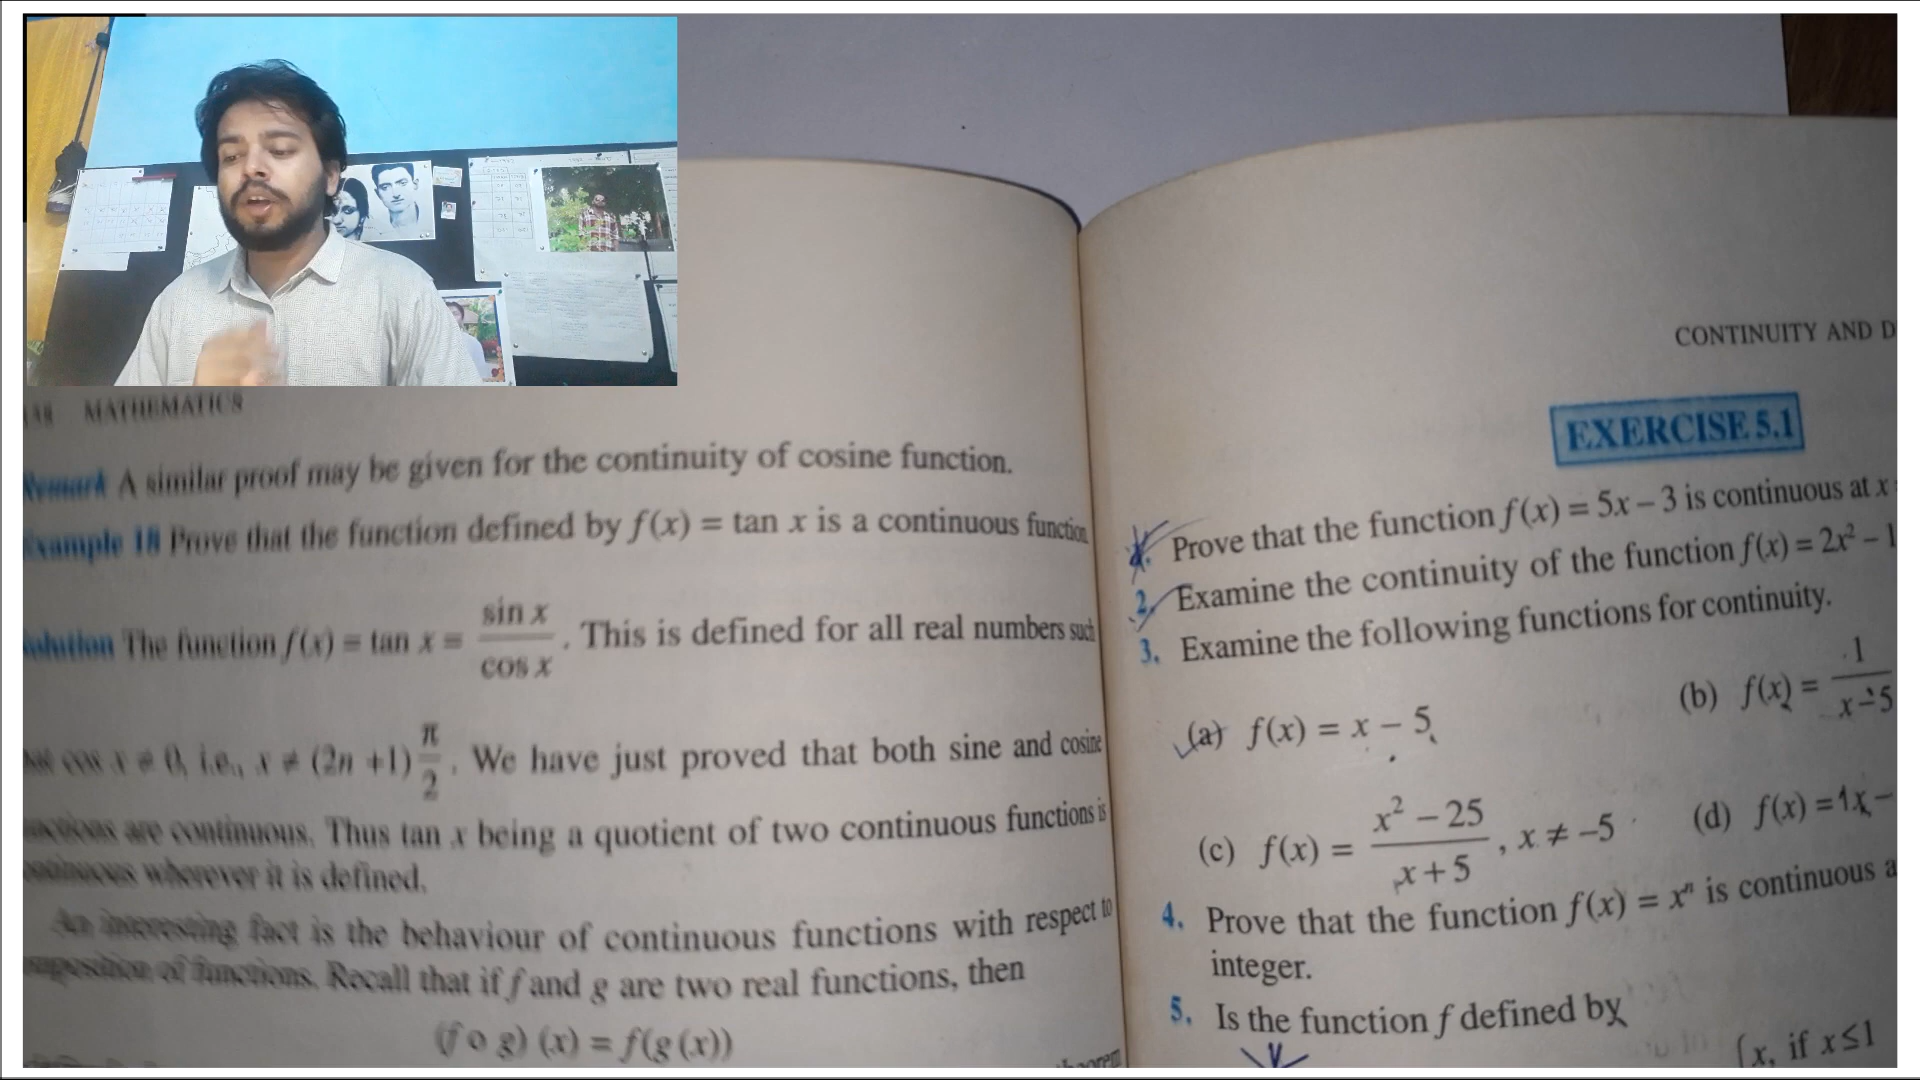 MATHEMATICS
Remark A similar proof may be given for the continuity of cosine function.
Example 18 Prove that the function defined by f(x) = tan x is a continuous function
Solution The function f(x) = tan x = sin x / cos x . This is defined for all real numbers such
cos x ≠ 0, i.e., x ≠ (2n +1) π/2 . We have just proved that both sine and cosine
are continuous. Thus tan x being a quotient of two continuous functions is
wherever it is defined.
An interesting fact is the behaviour of continuous functions with respect to
of functions. Recall that if f and g are two real functions, then
(f o g) (x) = f(g (x))
CONTINUITY AND D
EXERCISE 5.1
1. Prove that the function f(x) = 5x – 3 is continuous at x
2. Examine the continuity of the function f(x) = 2x² – 1
3. Examine the following functions for continuity.
(a) f(x) = x – 5 (b) f(x) = 1 / x – 5
(c) f(x) = x² – 25 / x + 5 , x ≠ –5 (d) f(x) = 1x –
4. Prove that the function f(x) = xⁿ is continuous a
integer.
5. Is the function f defined by
{x, if x ≤ 1